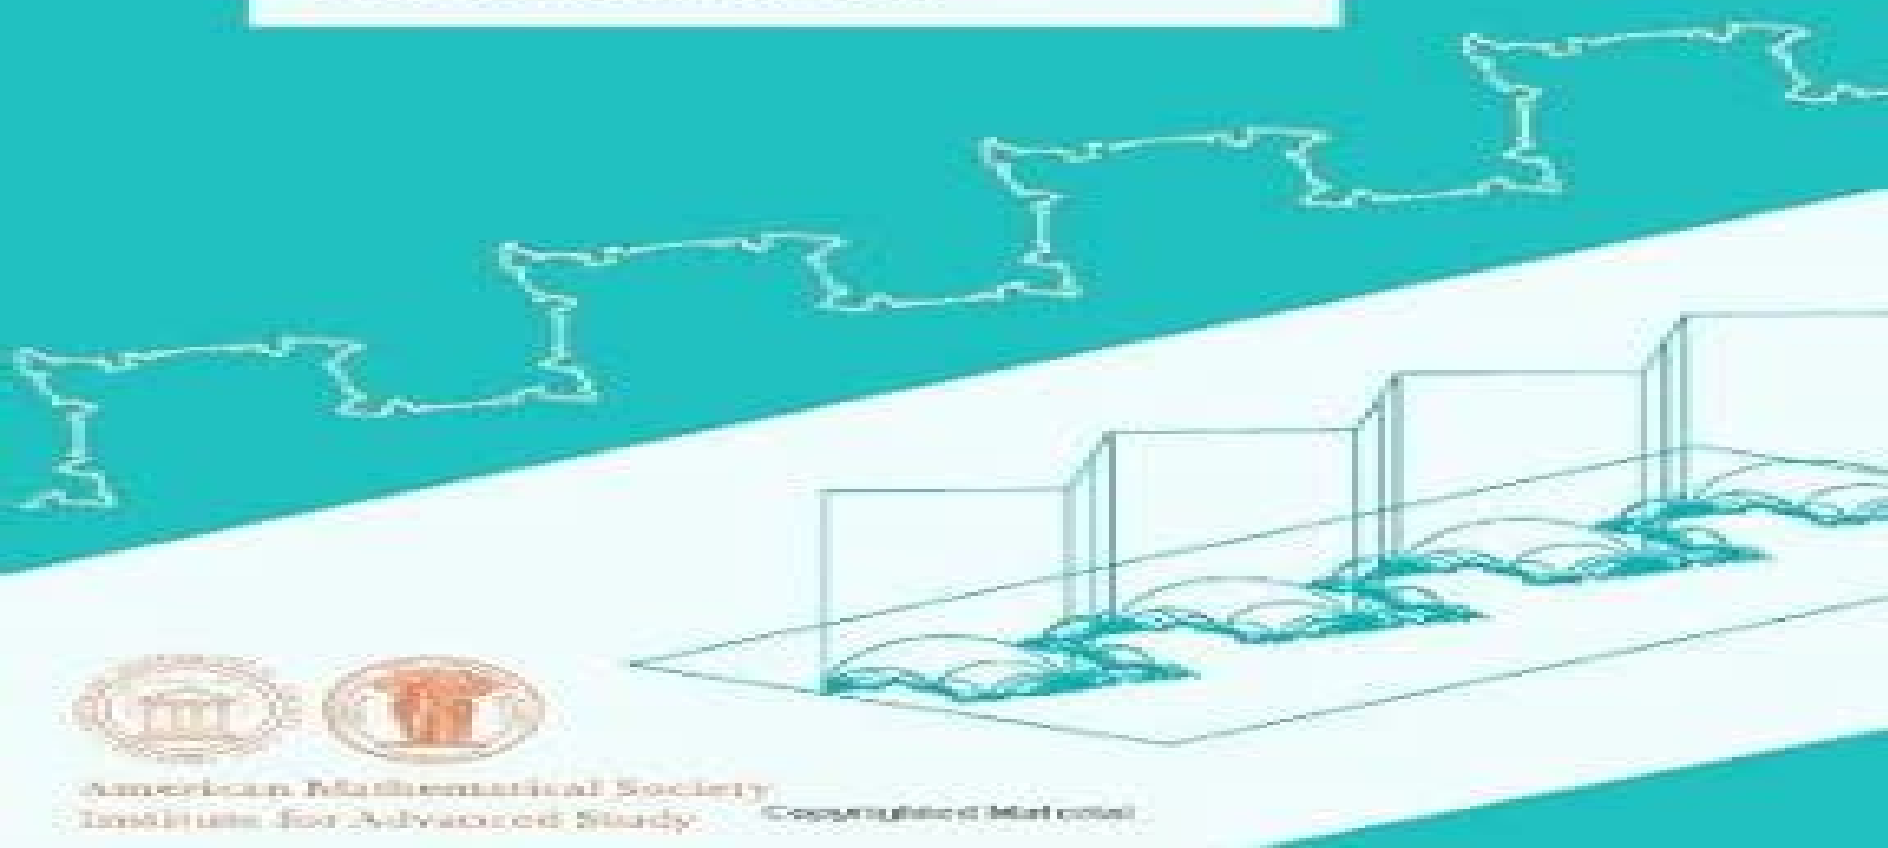 American Mathematical Society
Institute for Advanced Study
Copyrighted Material